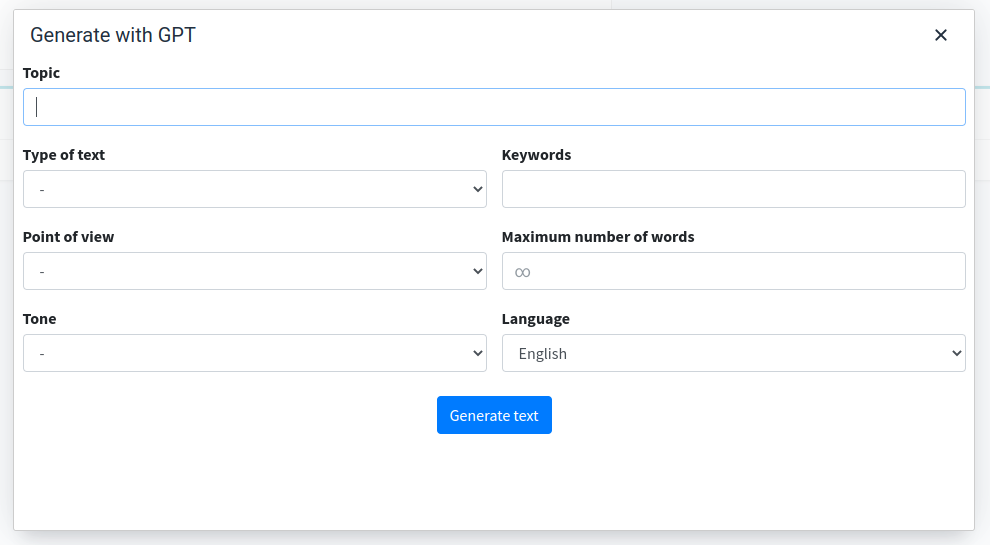 Generate with GPT ✕
Topic
Type of text Keywords
- 
Point of view Maximum number of words
- ∞
Tone Language
- English
Generate text